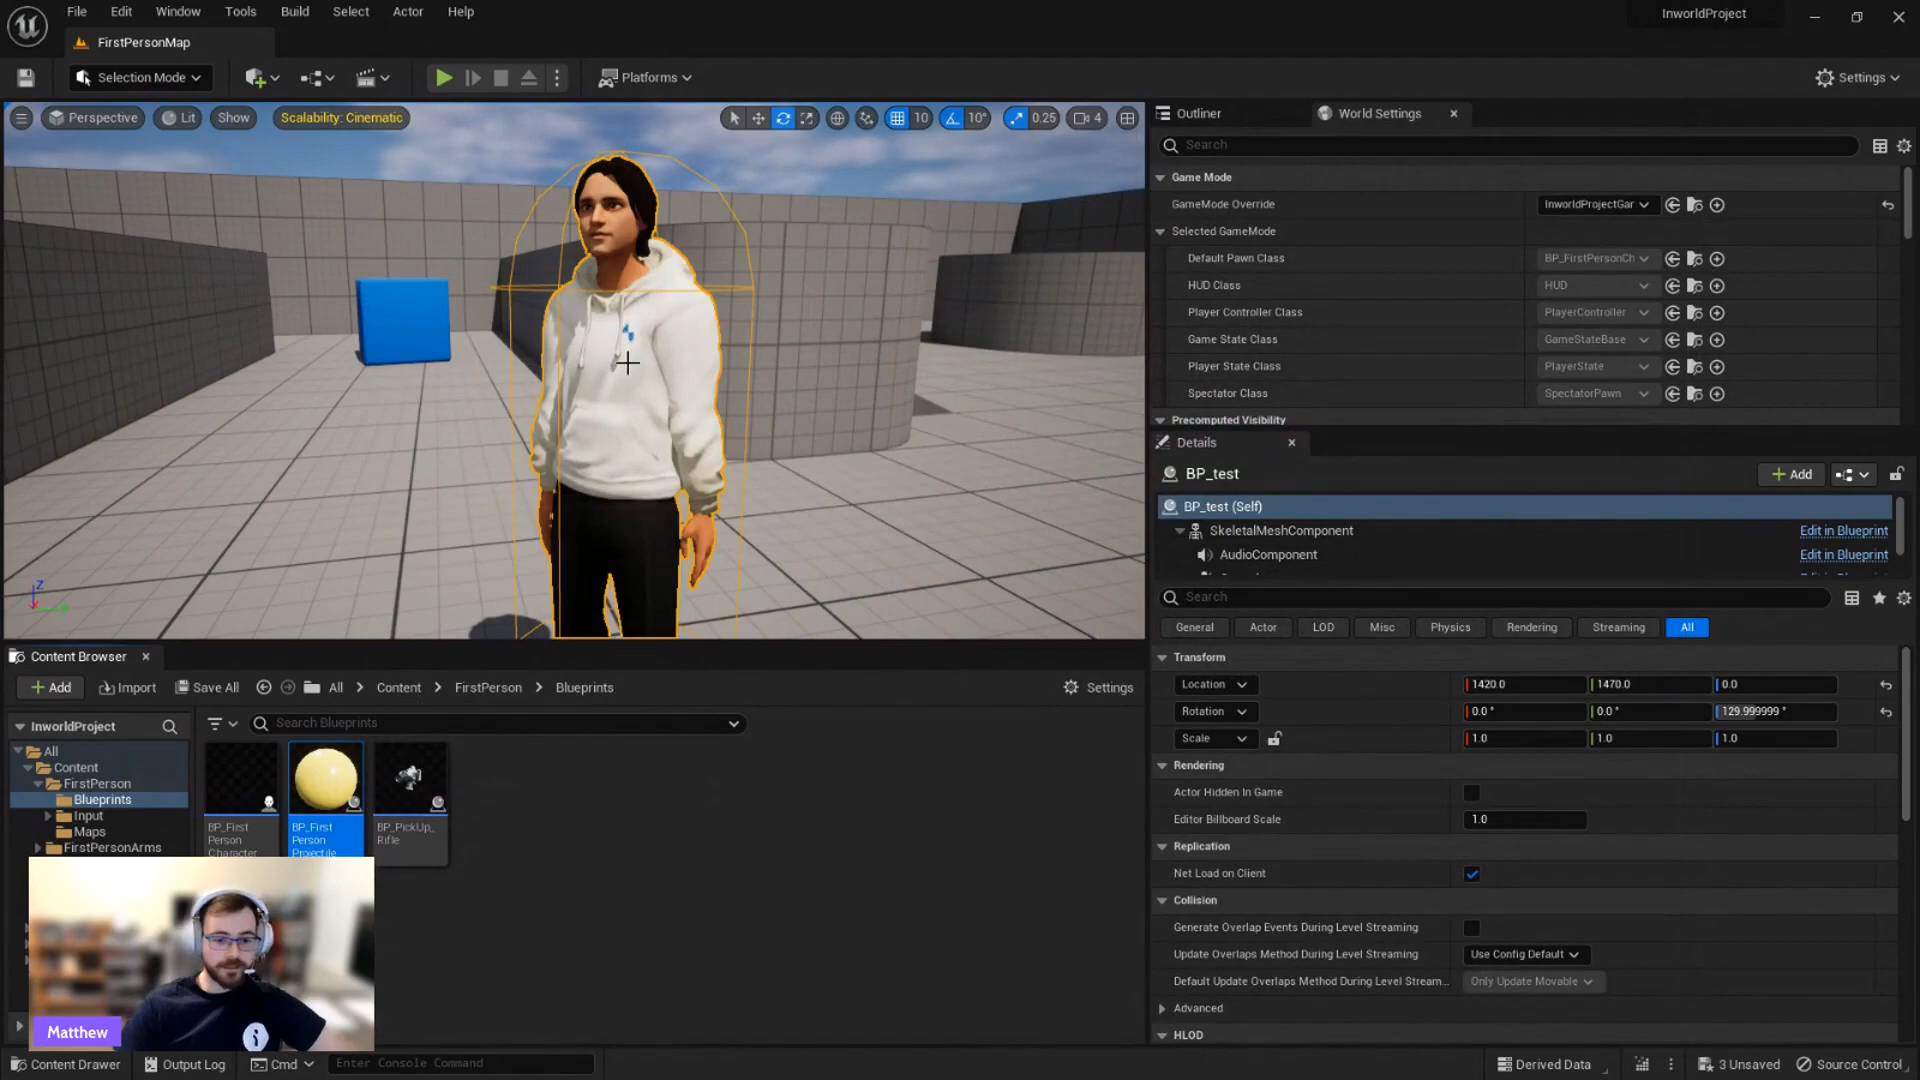 File Edit Window Tools Build Select Actor Help
InworldProject
FirstPersonMap
Selection Mode
Platforms
Settings
Perspective Lit Show Scalability: Cinematic 10 10° 0.25 4
Outliner World Settings
Search
Game Mode
GameMode Override InworldProjectGar
Selected GameMode
Default Pawn Class BP_FirstPersonCh
HUD Class HUD
Player Controller Class PlayerController
Game State Class GameStateBase
Player State Class PlayerState
Spectator Class SpectatorPawn
Precomputed Visibility
Details
BP_test
Add
BP_test (Self)
SkeletalMeshComponent Edit in Blueprint
AudioComponent Edit in Blueprint
Search
General Actor LOD Misc Physics Rendering Streaming All
Transform
Location 1420.0 1470.0 0.0
Rotation 0.0 ° 0.0 ° 129.999999 °
Scale 1.0 1.0 1.0
Rendering
Actor Hidden In Game
Editor Billboard Scale 1.0
Replication
Net Load on Client
Collision
Generate Overlap Events During Level Streaming
Update Overlaps Method During Level Streaming Use Config Default
Default Update Overlaps Method During Level Stream... Only Update Movable
Advanced
HLOD
Z
Content Browser
Add Import Save All All Content FirstPerson Blueprints Settings
InworldProject
Search Blueprints
All
Content
FirstPerson
Blueprints
Input
Maps
FirstPersonArms
BP_First
Person
Character
BP_First
Person
Projectile
BP_PickUp_
Rifle
Matthew
Content Drawer Output Log Cmd Enter Console Command
Derived Data 3 Unsaved Source Control